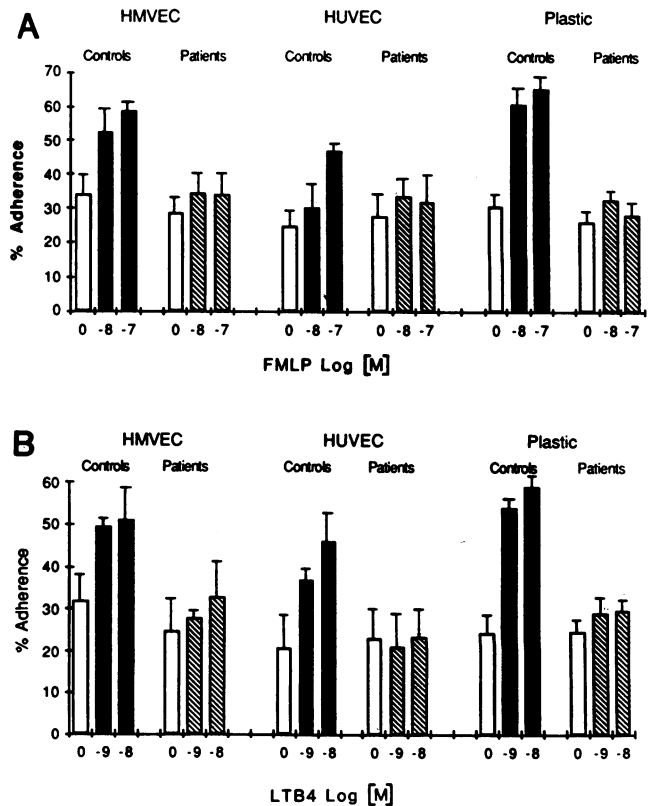 A
HMVEC HUVEC Plastic
Controls Patients Controls Patients Controls Patients
70
60
50
40
30
20
10
0
% Adherence
0 -8 -7 0 -8 -7 0 -8 -7 0 -8 -7 0 -8 -7 0 -8 -7
FMLP Log [M]
B
HMVEC HUVEC Plastic
Controls Patients Controls Patients Controls Patients
60
50
40
30
20
10
0
% Adherence
0 -9 -8 0 -9 -8 0 -9 -8 0 -9 -8 0 -9 -8 0 -9 -8
LTB4 Log [M]